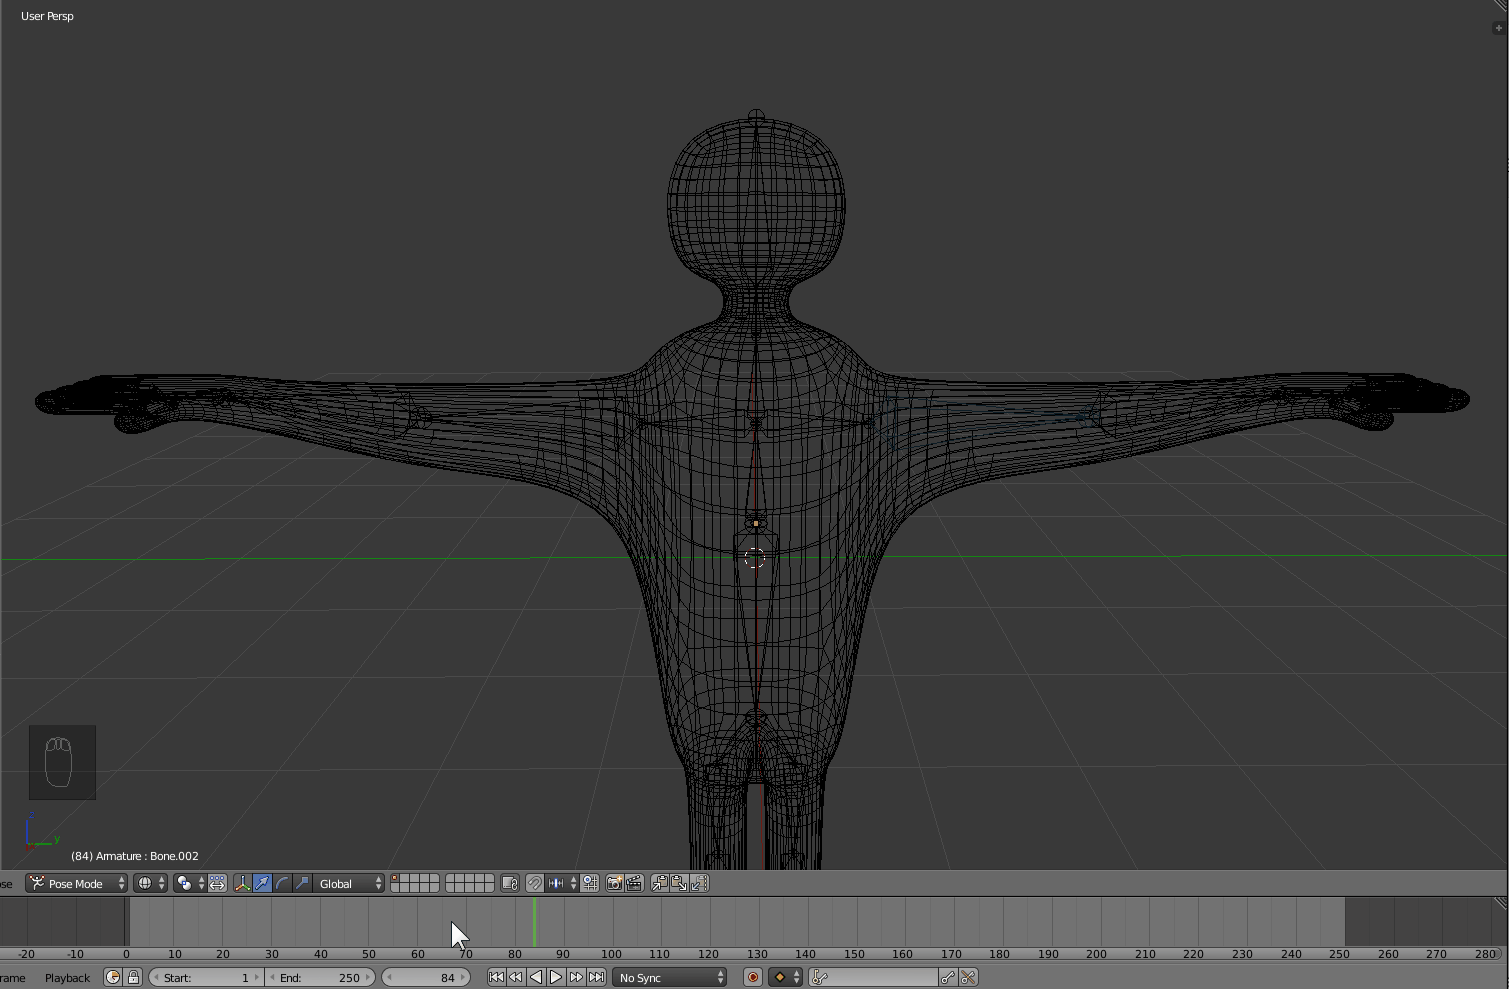 User Persp
z
y
(84) Armature : Bone.002
ose Pose Mode Global
-20 -10 0 10 20 30 40 50 60 70 80 90 100 110 120 130 140 150 160 170 180 190 200 210 220 230 240 250 260 270 280
rame Playback Start: 1 End: 250 84 No Sync